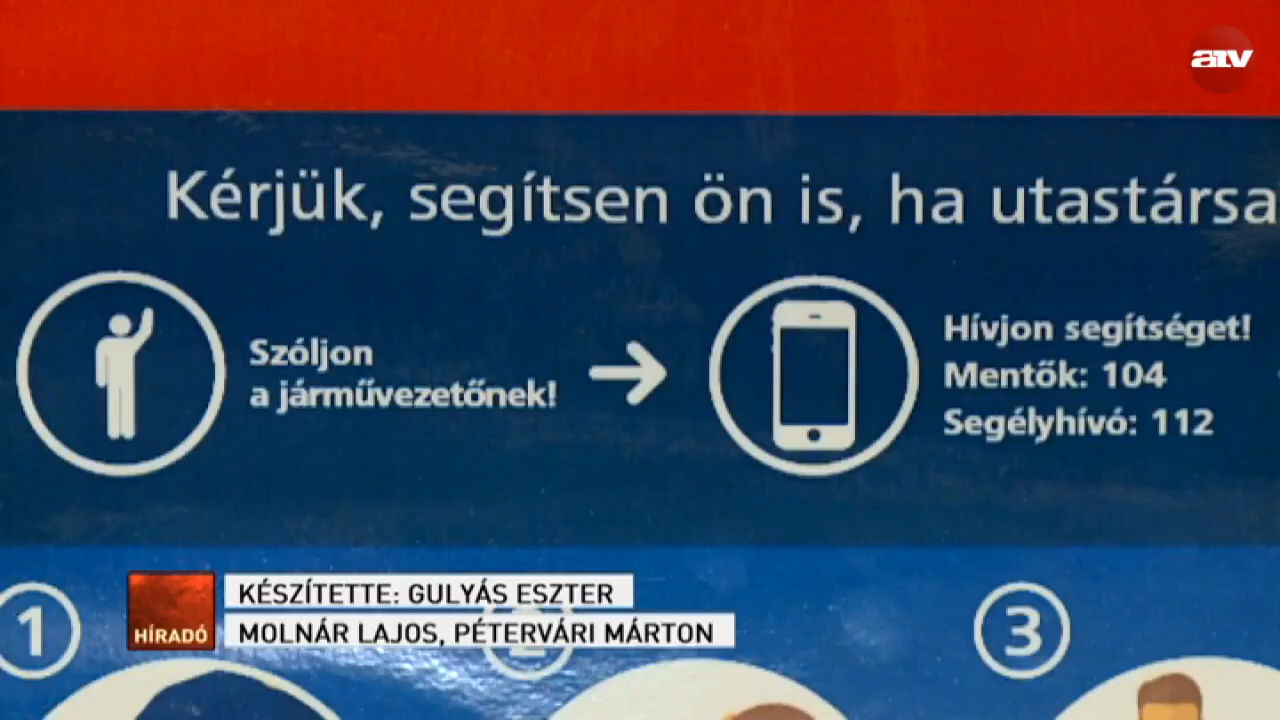 atv
Kérjük, segítsen ön is, ha utastársa
Szóljon
a járművezetőnek!
Hívjon segítséget!
Mentők: 104
Segélyhívó: 112
1
2
3
HÍRADÓ
KÉSZÍTETTE: GULYÁS ESZTER
MOLNÁR LAJOS, PÉTERVÁRI MÁRTON